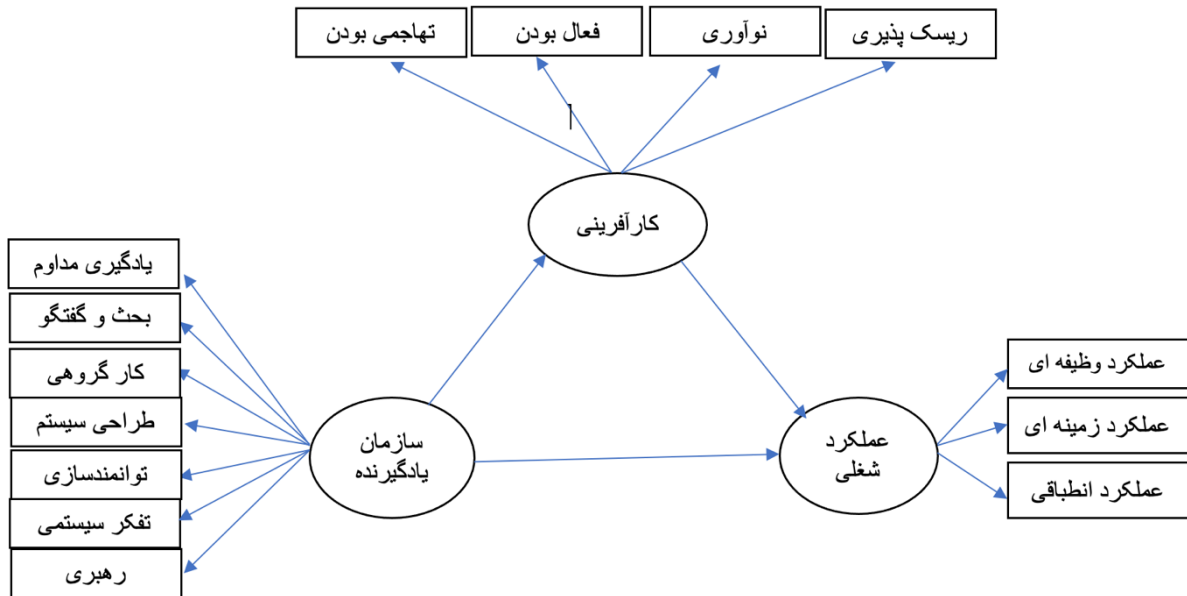 ریسک پذیری
نوآوری
فعال بودن
تهاجمی بودن
کارآفرینی
یادگیری مداوم
بحث و گفتگو
کار گروهی
طراحی سیستم
توانمندسازی
تفکر سیستمی
رهبری
سازمان
یادگیرنده
عملکرد
شغلی
عملکرد وظیفه ای
عملکرد زمینه ای
عملکرد انطباقی